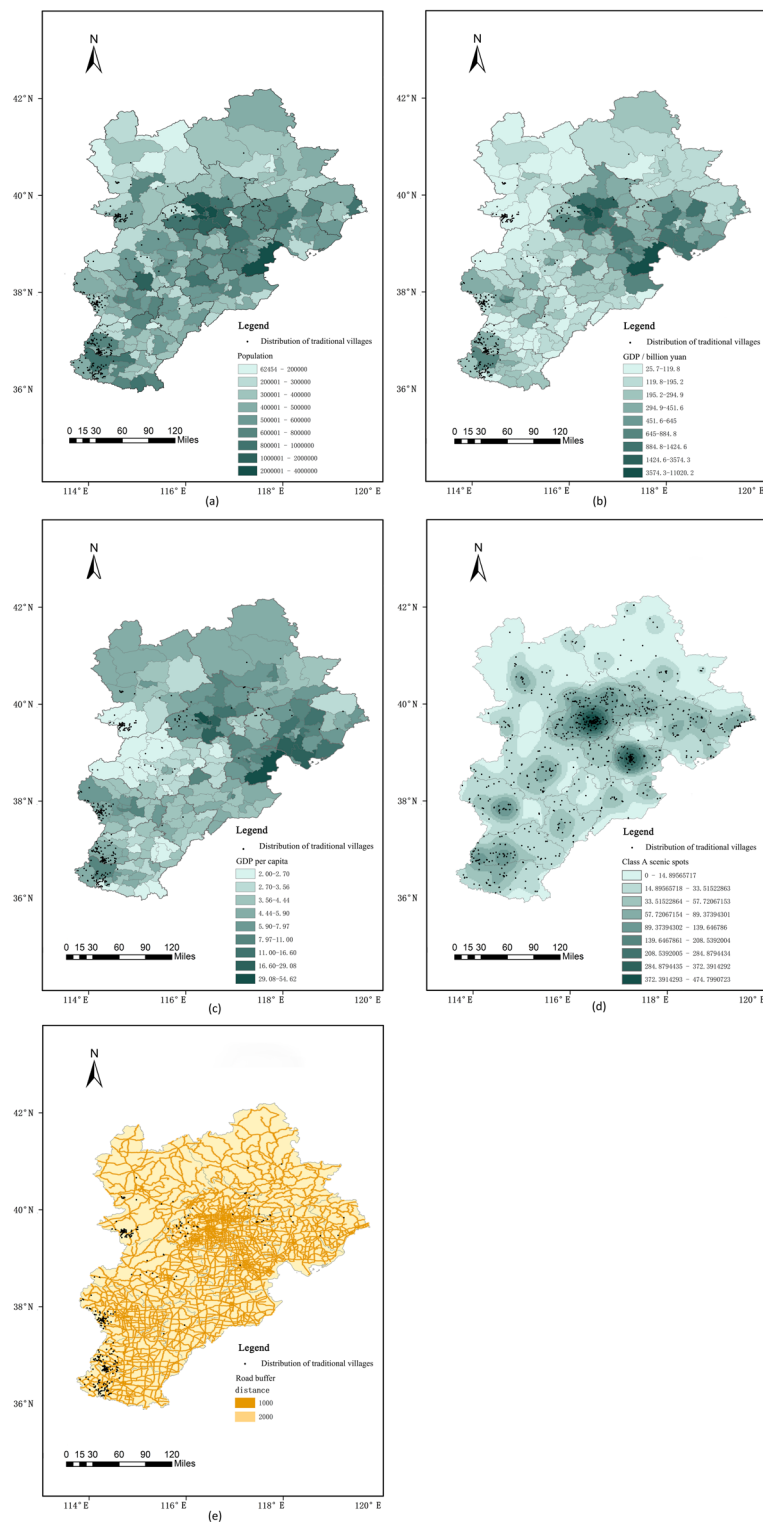 N
42° N
40° N
38° N
36° N
Legend
Distribution of traditional villages
Population
62454 - 200000
200001 - 300000
300001 - 400000
400001 - 500000
500001 - 600000
600001 - 800000
800001 - 1000000
1000001 - 2000000
2000001 - 4000000
0 15 30 60 90 120
Miles
114° E 116° E 118° E 120° E
(a)
N
42° N
40° N
38° N
36° N
Legend
Distribution of traditional villages
GDP / billion yuan
25.7-119.8
119.8-195.2
195.2-294.9
294.9-451.6
451.6-645
645-884.8
884.8-1424.6
1424.6-3574.3
3574.3-11020.2
0 15 30 60 90 120
Miles
114° E 116° E 118° E 120° E
(b)
N
42° N
40° N
38° N
36° N
Legend
Distribution of traditional villages
GDP per capita
2.00-2.70
2.70-3.56
3.56-4.44
4.44-5.90
5.90-7.97
7.97-11.00
11.00-16.60
16.60-29.08
29.08-54.62
0 15 30 60 90 120
Miles
114° E 116° E 118° E 120° E
(c)
N
42° N
40° N
38° N
36° N
Legend
Distribution of traditional villages
Class A scenic spots
0 - 14.89565717
14.89565718 - 33.51522863
33.51522864 - 57.72067153
57.72067154 - 89.37394301
89.37394302 - 139.646786
139.6467861 - 208.5392004
208.5392005 - 284.8794434
284.8794435 - 372.3914292
372.3914293 - 474.7990723
0 15 30 60 90 120
Miles
114° E 116° E 118° E 120° E
(d)
N
42° N
40° N
38° N
36° N
Legend
Distribution of traditional villages
Road buffer
distance
1000
2000
0 15 30 60 90 120
Miles
114° E 116° E 118° E 120° E
(e)